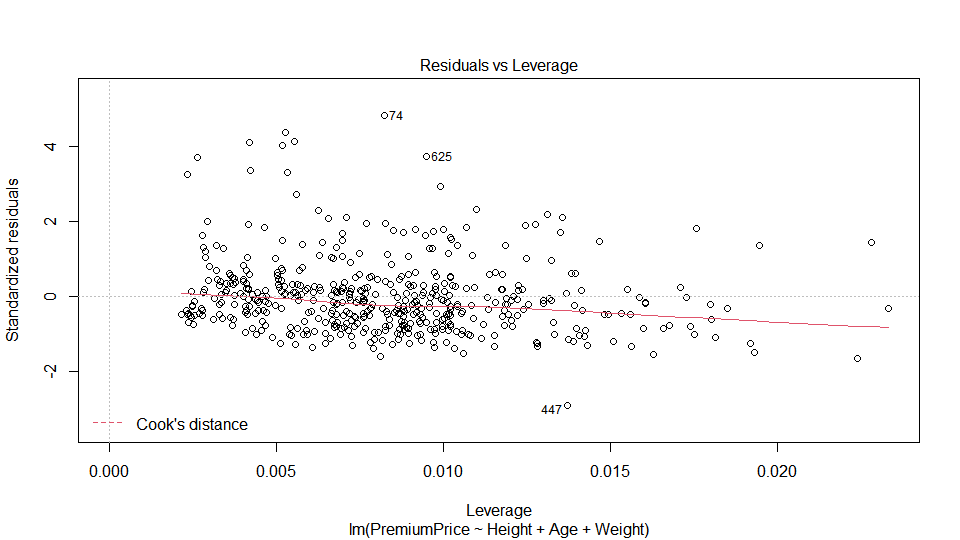 Residuals vs Leverage
Standardized residuals
4
2
0
-2
74
625
447
Cook's distance
0.000 0.005 0.010 0.015 0.020
Leverage
lm(PremiumPrice ~ Height + Age + Weight)